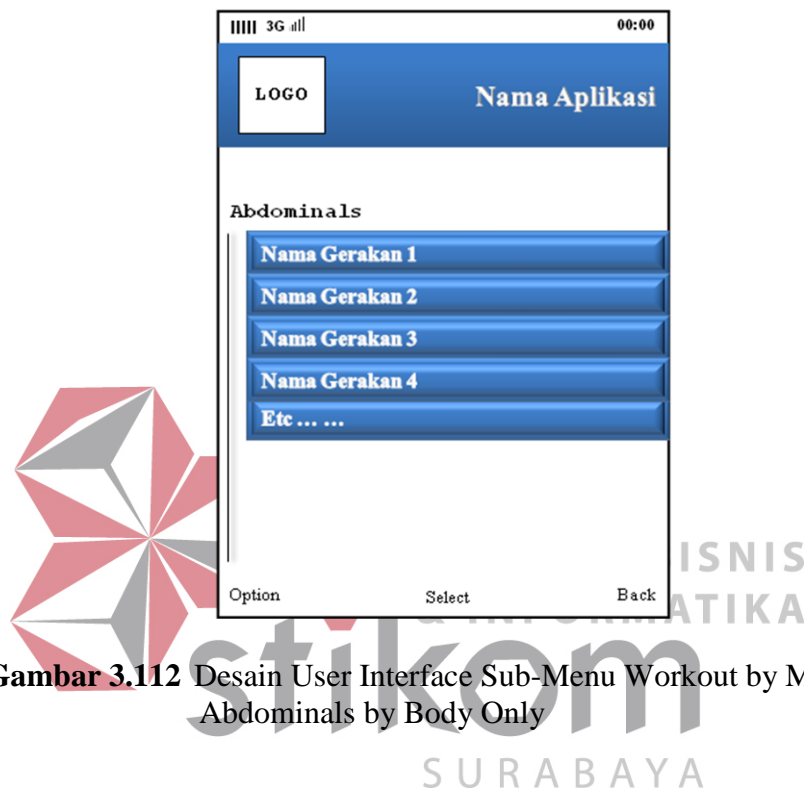 3G 00:00
LOGO
Nama Aplikasi
Abdominals
Nama Gerakan 1
Nama Gerakan 2
Nama Gerakan 3
Nama Gerakan 4
Etc ... ...
Option Select Back
ISNIS
& INFORMATIKA
stikom
SURABAYA
Gambar 3.112 Desain User Interface Sub-Menu Workout by M
Abdominals by Body Only